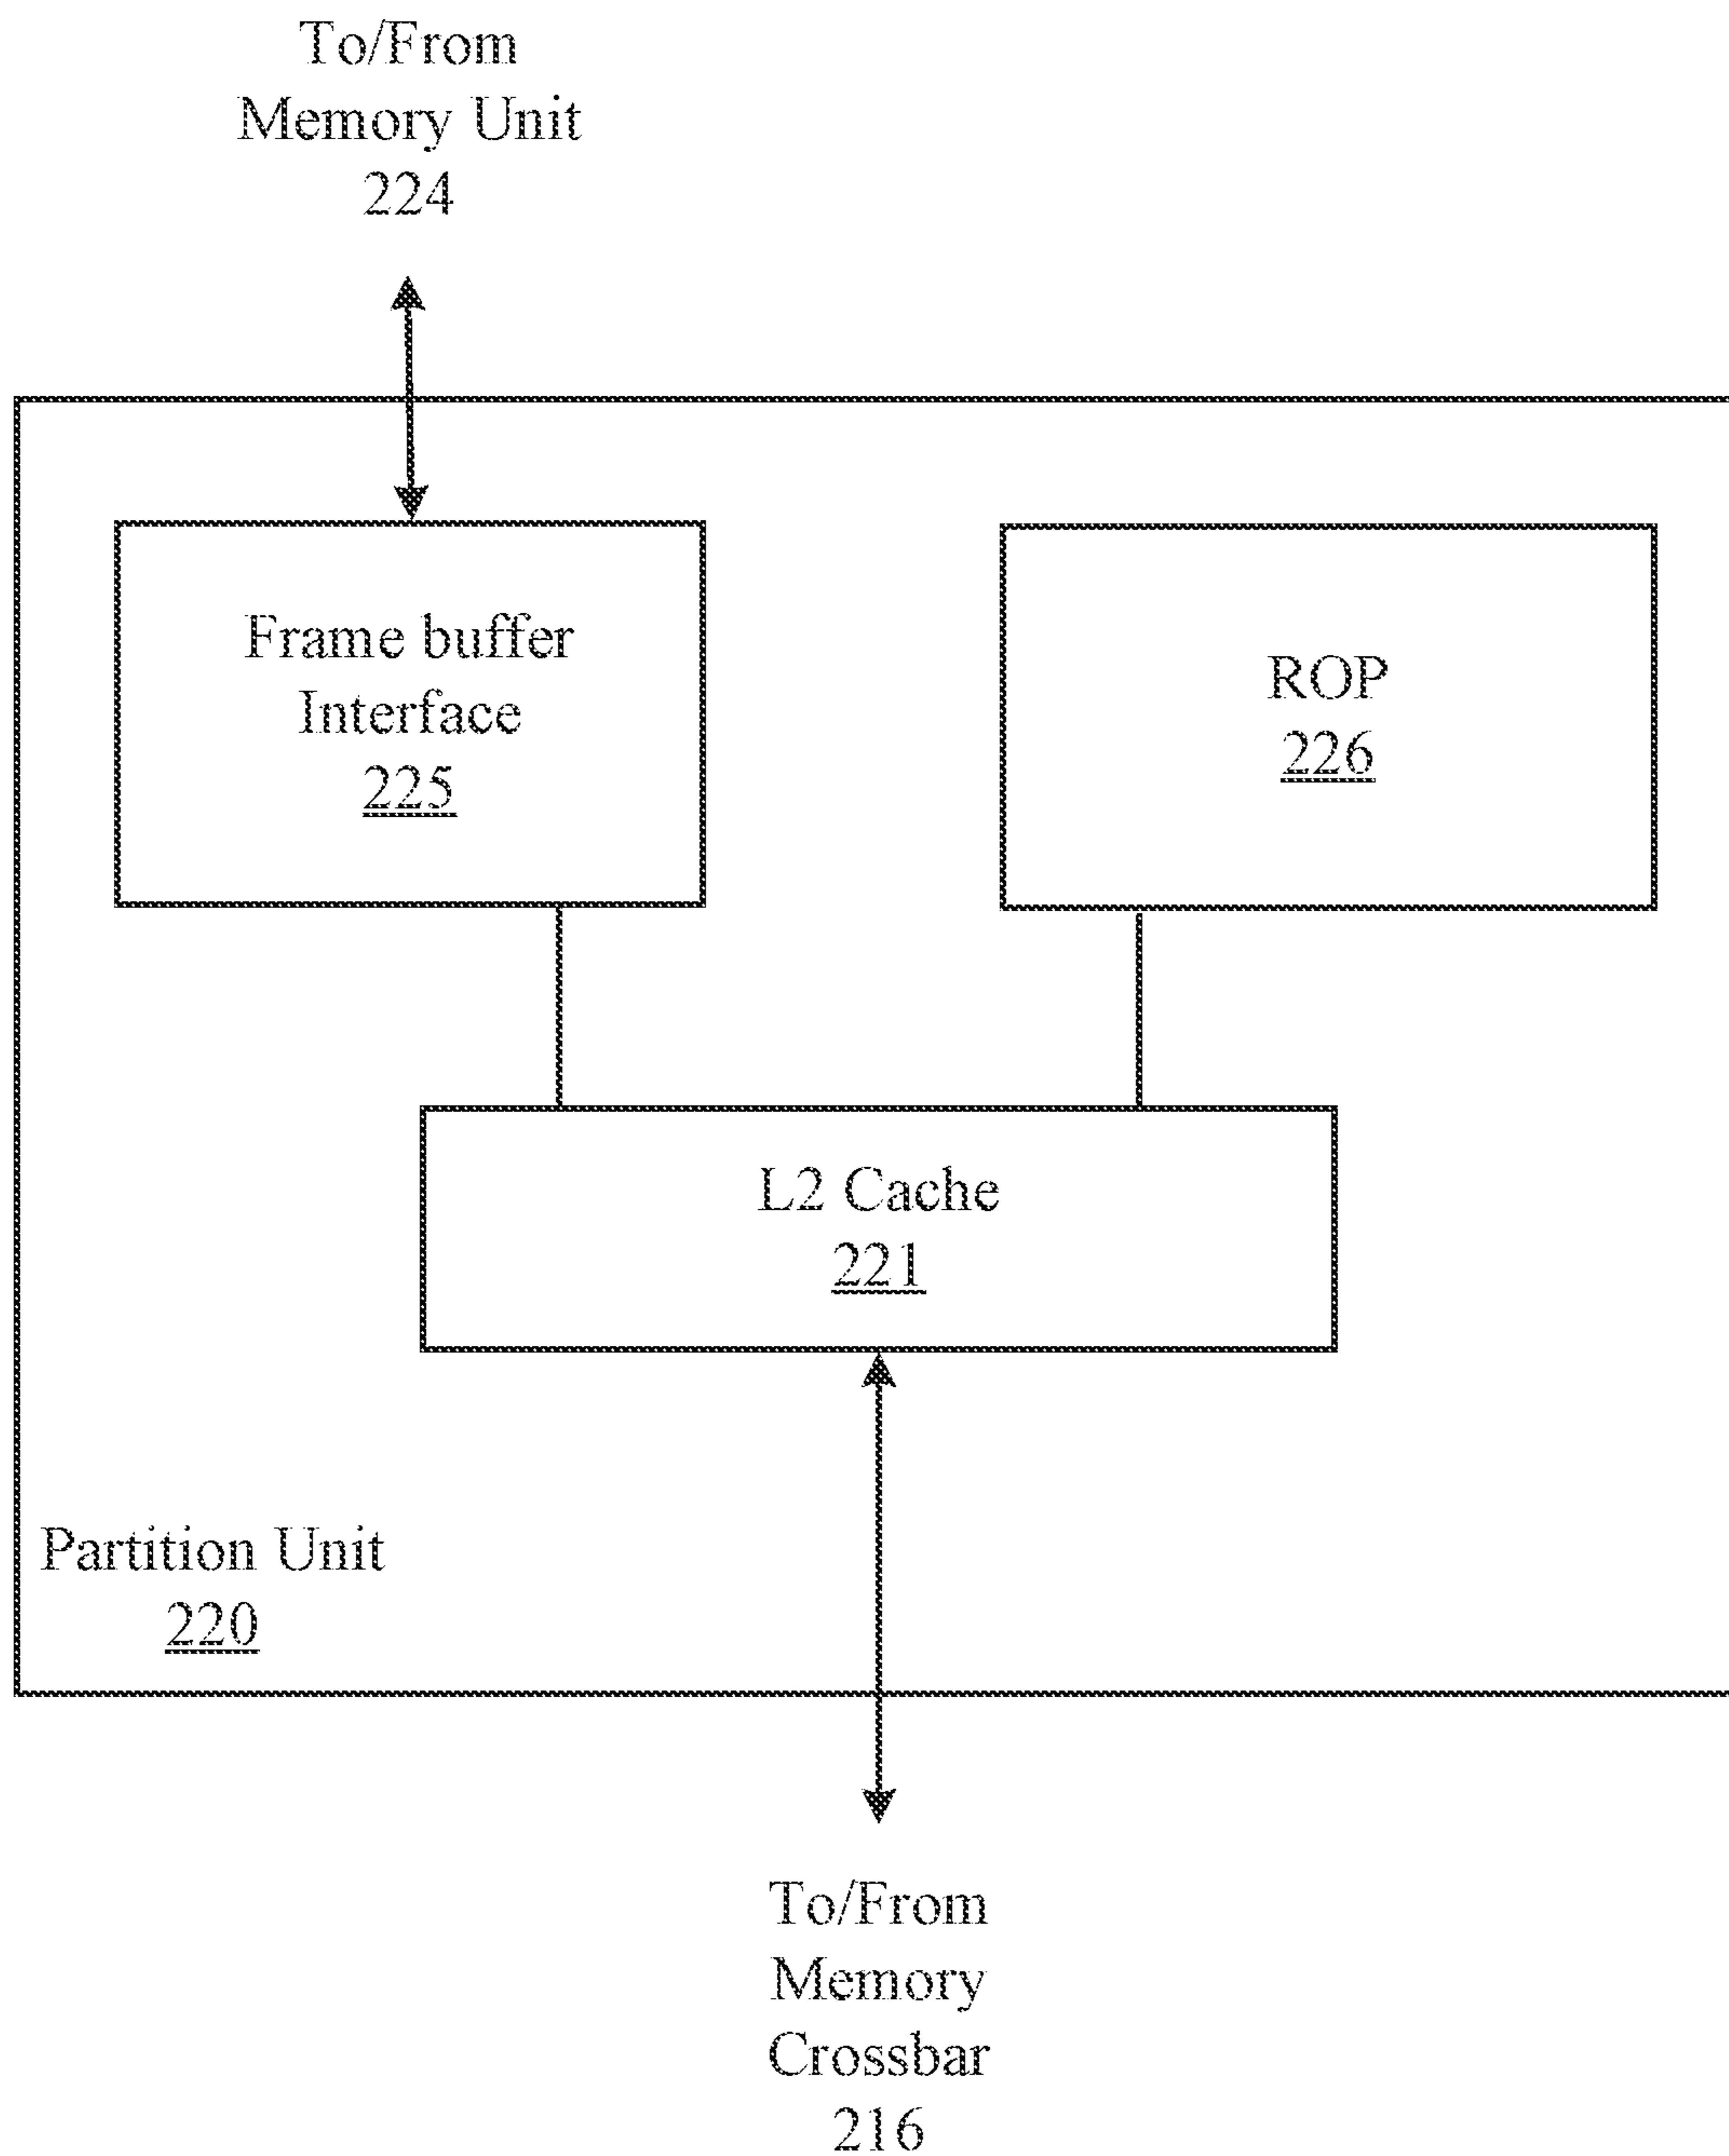 To/From
Memory Unit
224
Frame buffer
Interface
225
ROP
226
L2 Cache
221
Partition Unit
220
To/From
Memory
Crossbar
216